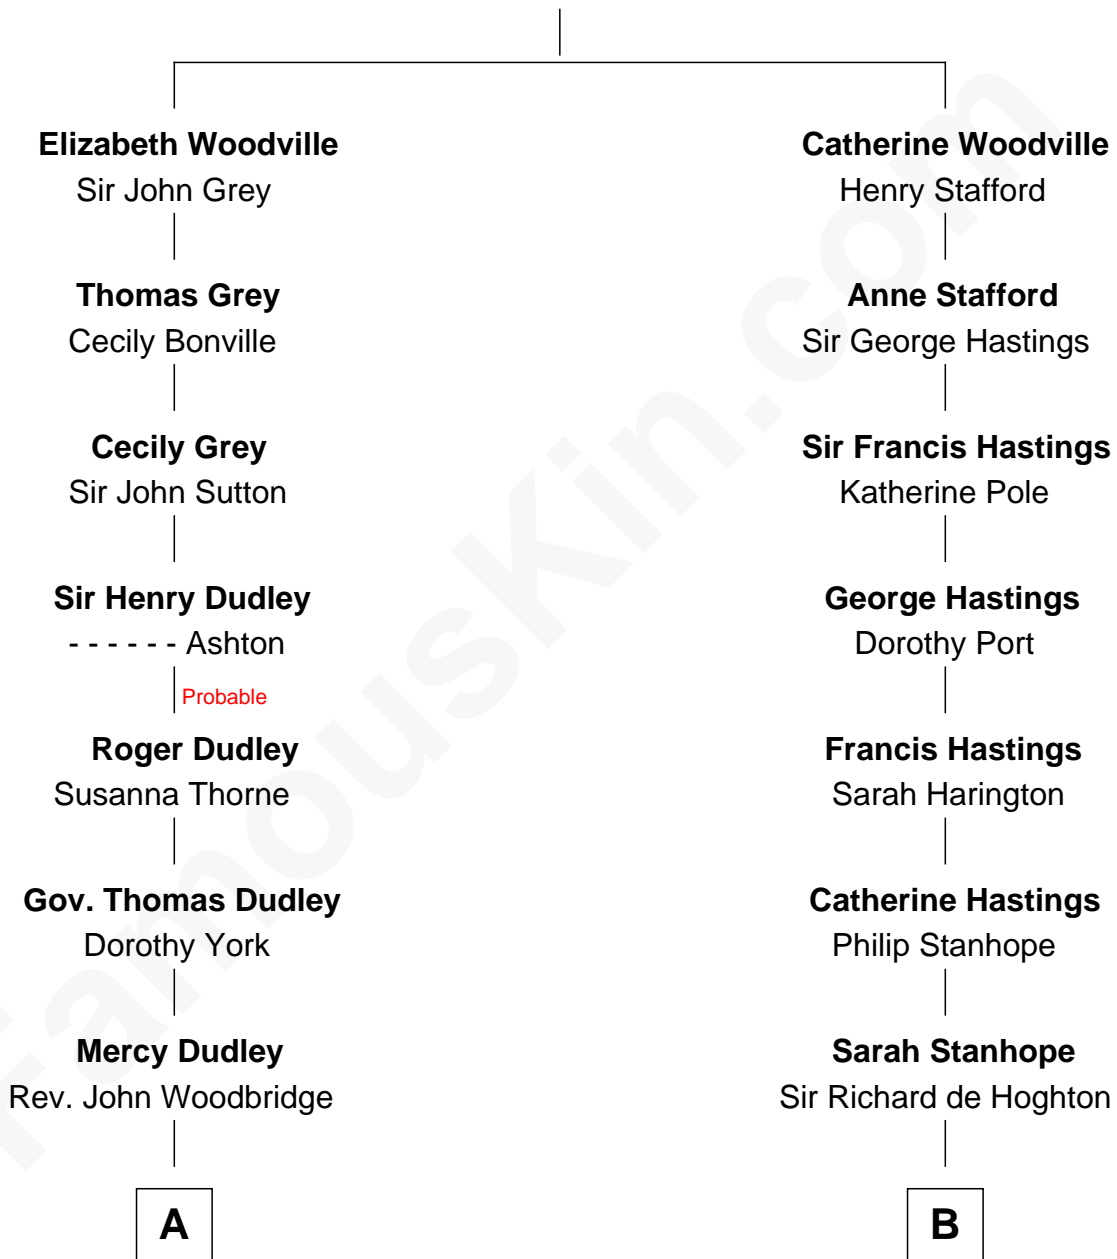 Elizabeth Woodville
Sir John Grey
Thomas Grey
Cecily Bonville
Cecily Grey
Sir John Sutton
Sir Henry Dudley
- - - - - - Ashton
Probable
Roger Dudley
Susanna Thorne
Gov. Thomas Dudley
Dorothy York
Mercy Dudley
Rev. John Woodbridge
A
Catherine Woodville
Henry Stafford
Anne Stafford
Sir George Hastings
Sir Francis Hastings
Katherine Pole
George Hastings
Dorothy Port
Francis Hastings
Sarah Harington
Catherine Hastings
Philip Stanhope
Sarah Stanhope
Sir Richard de Hoghton
B
FamousKin.com